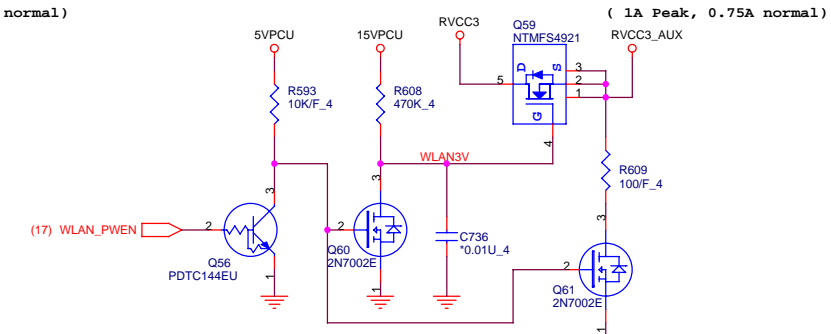 normal)
( 1A Peak, 0.75A normal)
5VPCU
15VPCU
RVCC3
Q59
NTMFS4921
RVCC3_AUX
R593
10K/F_4
R608
470K_4
D
S
G
5
3
2
1
4
WLAN3V
R609
100/F_4
3
3
3
(17) WLAN_PWEN
2
2
C736
*0.01U_4
Q56
PDTC144EU
1
Q60
2N7002E
1
2
Q61
2N7002E
1